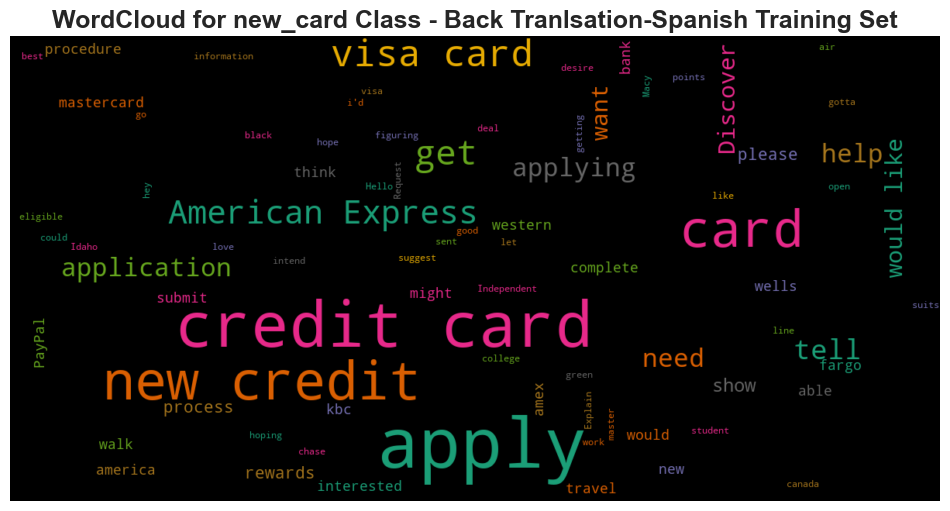 WordCloud for new_card Class - Back Tranlsation-Spanish Training Set
best
procedure
information
visa card
desire
bank
Macy
points
Discover
air
mastercard
go
visa
i'd
want
getting
gotta
black
hope
figuring
deal
get
applying
please
help
think
Hello
Request
hey
like
open
would like
eligible
American Express
good
western
card
could
Idaho
love
sent
let
application
intend
suggest
complete
submit
might
Independent
wells
suits
PayPal
credit card
line
tell
fargo
college
need
new credit
green
show
able
process
kbc
amex
Explain
master
apply
walk
hoping
chase
work
would
student
new
america
rewards
interested
travel
canada